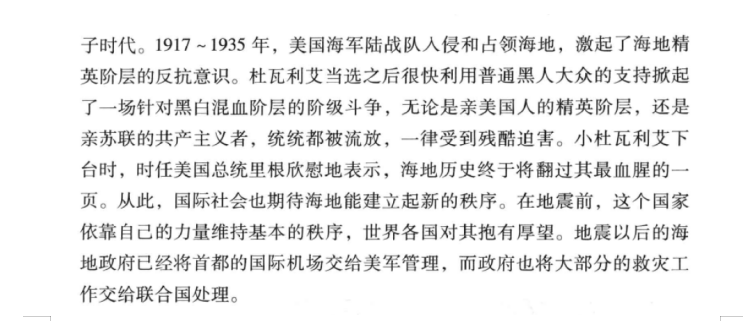 子时代。1917～1935 年，美国海军陆战队入侵和占领海地，激起了海地精
英阶层的反抗意识。杜瓦利艾当选之后很快利用普通黑人大众的支持掀起
了一场针对黑白混血阶层的阶级斗争，无论是亲美国人的精英阶层，还是
亲苏联的共产主义者，统统都被流放，一律受到残酷迫害。小杜瓦利艾下
台时，时任美国总统里根欣慰地表示，海地历史终于将翻过其最血腥的一
页。从此，国际社会也期待海地能建立起新的秩序。在地震前，这个国家
依靠自己的力量维持基本的秩序，世界各国对其抱有厚望。地震以后的海
地政府已经将首都的国际机场交给美军管理，而政府也将大部分的救灾工
作交给联合国处理。